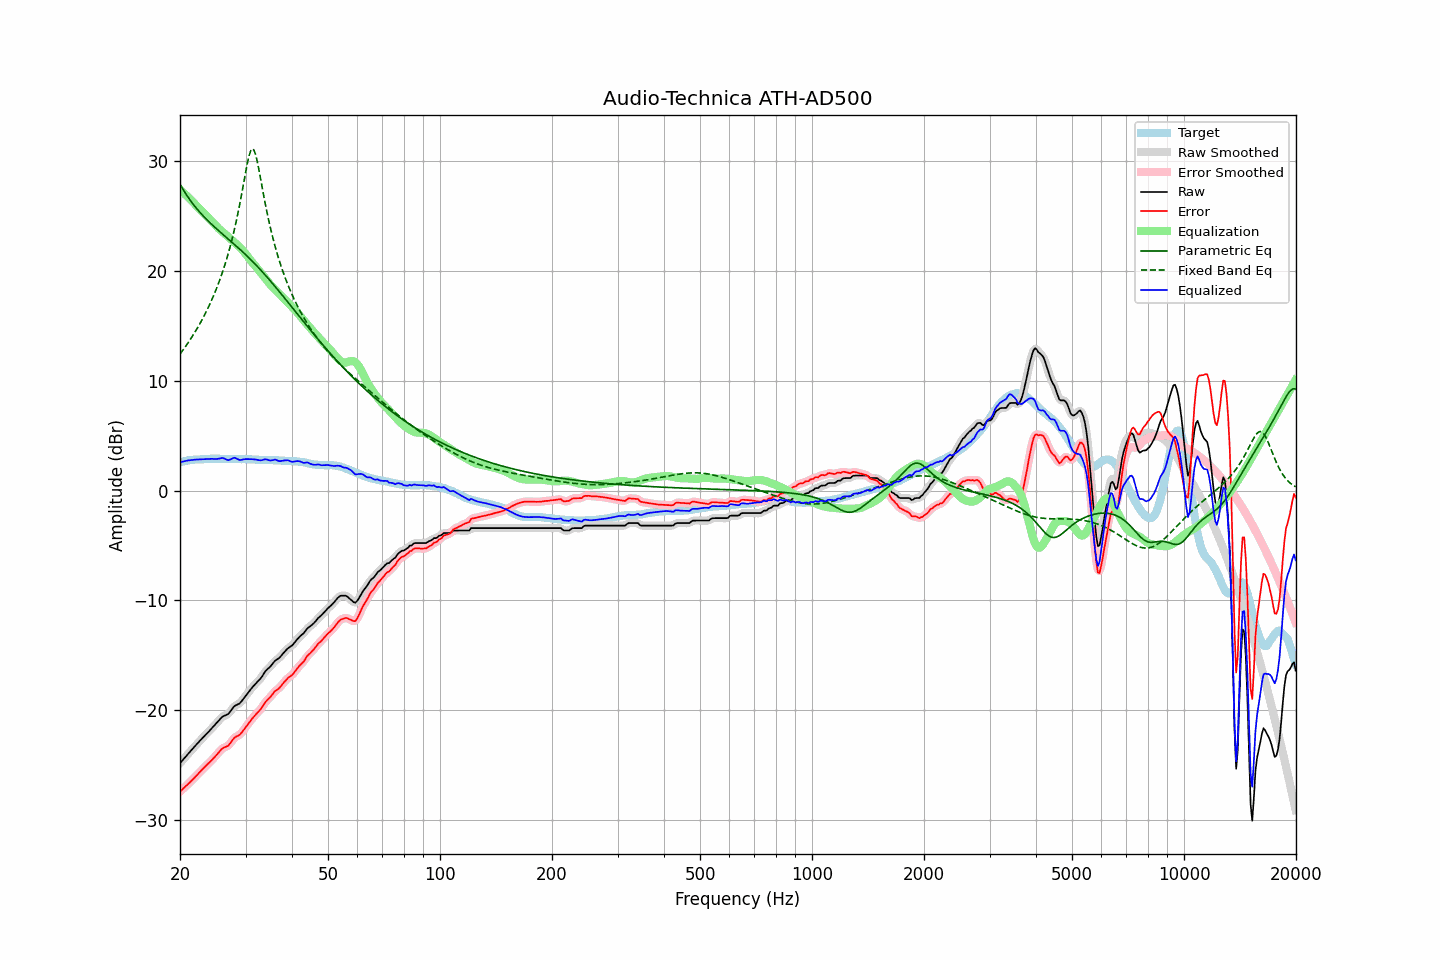 Audio-Technica ATH-AD500
Target
Raw Smoothed
Error Smoothed
Raw
Error
Equalization
Parametric Eq
Fixed Band Eq
Equalized
Amplitude (dBr)
30
20
10
0
−10
−20
−30
20 50 100 200 500 1000 2000 5000 10000 20000
Frequency (Hz)